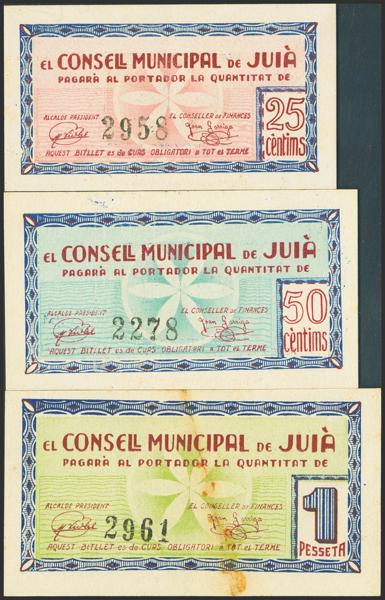 EL CONSELL MUNICIPAL DE JUIÀ
PAGARÀ AL PORTADOR LA QUANTITAT DE
ALCALDE PRESIDENT
EL CONSELLER DE FINANCES
2958
25
cèntims
AQUEST BITLLET es de CURS OBLIGATORI a TOT el TERME
EL CONSELL MUNICIPAL DE JUIÀ
PAGARÀ AL PORTADOR LA QUANTITAT DE
ALCALDE PRESIDENT
EL CONSELLER DE FINANCES
2278
50
cèntims
AQUEST BITLLET es de CURS OBLIGATORI a TOT el TERME
EL CONSELL MUNICIPAL DE JUIÀ
PAGARÀ AL PORTADOR LA QUANTITAT DE
ALCALDE PRESIDENT
EL CONSELLER DE FINANCES
2961
1
PESSETA
AQUEST BITLLET es de CURS OBLIGATORI a TOT el TERME